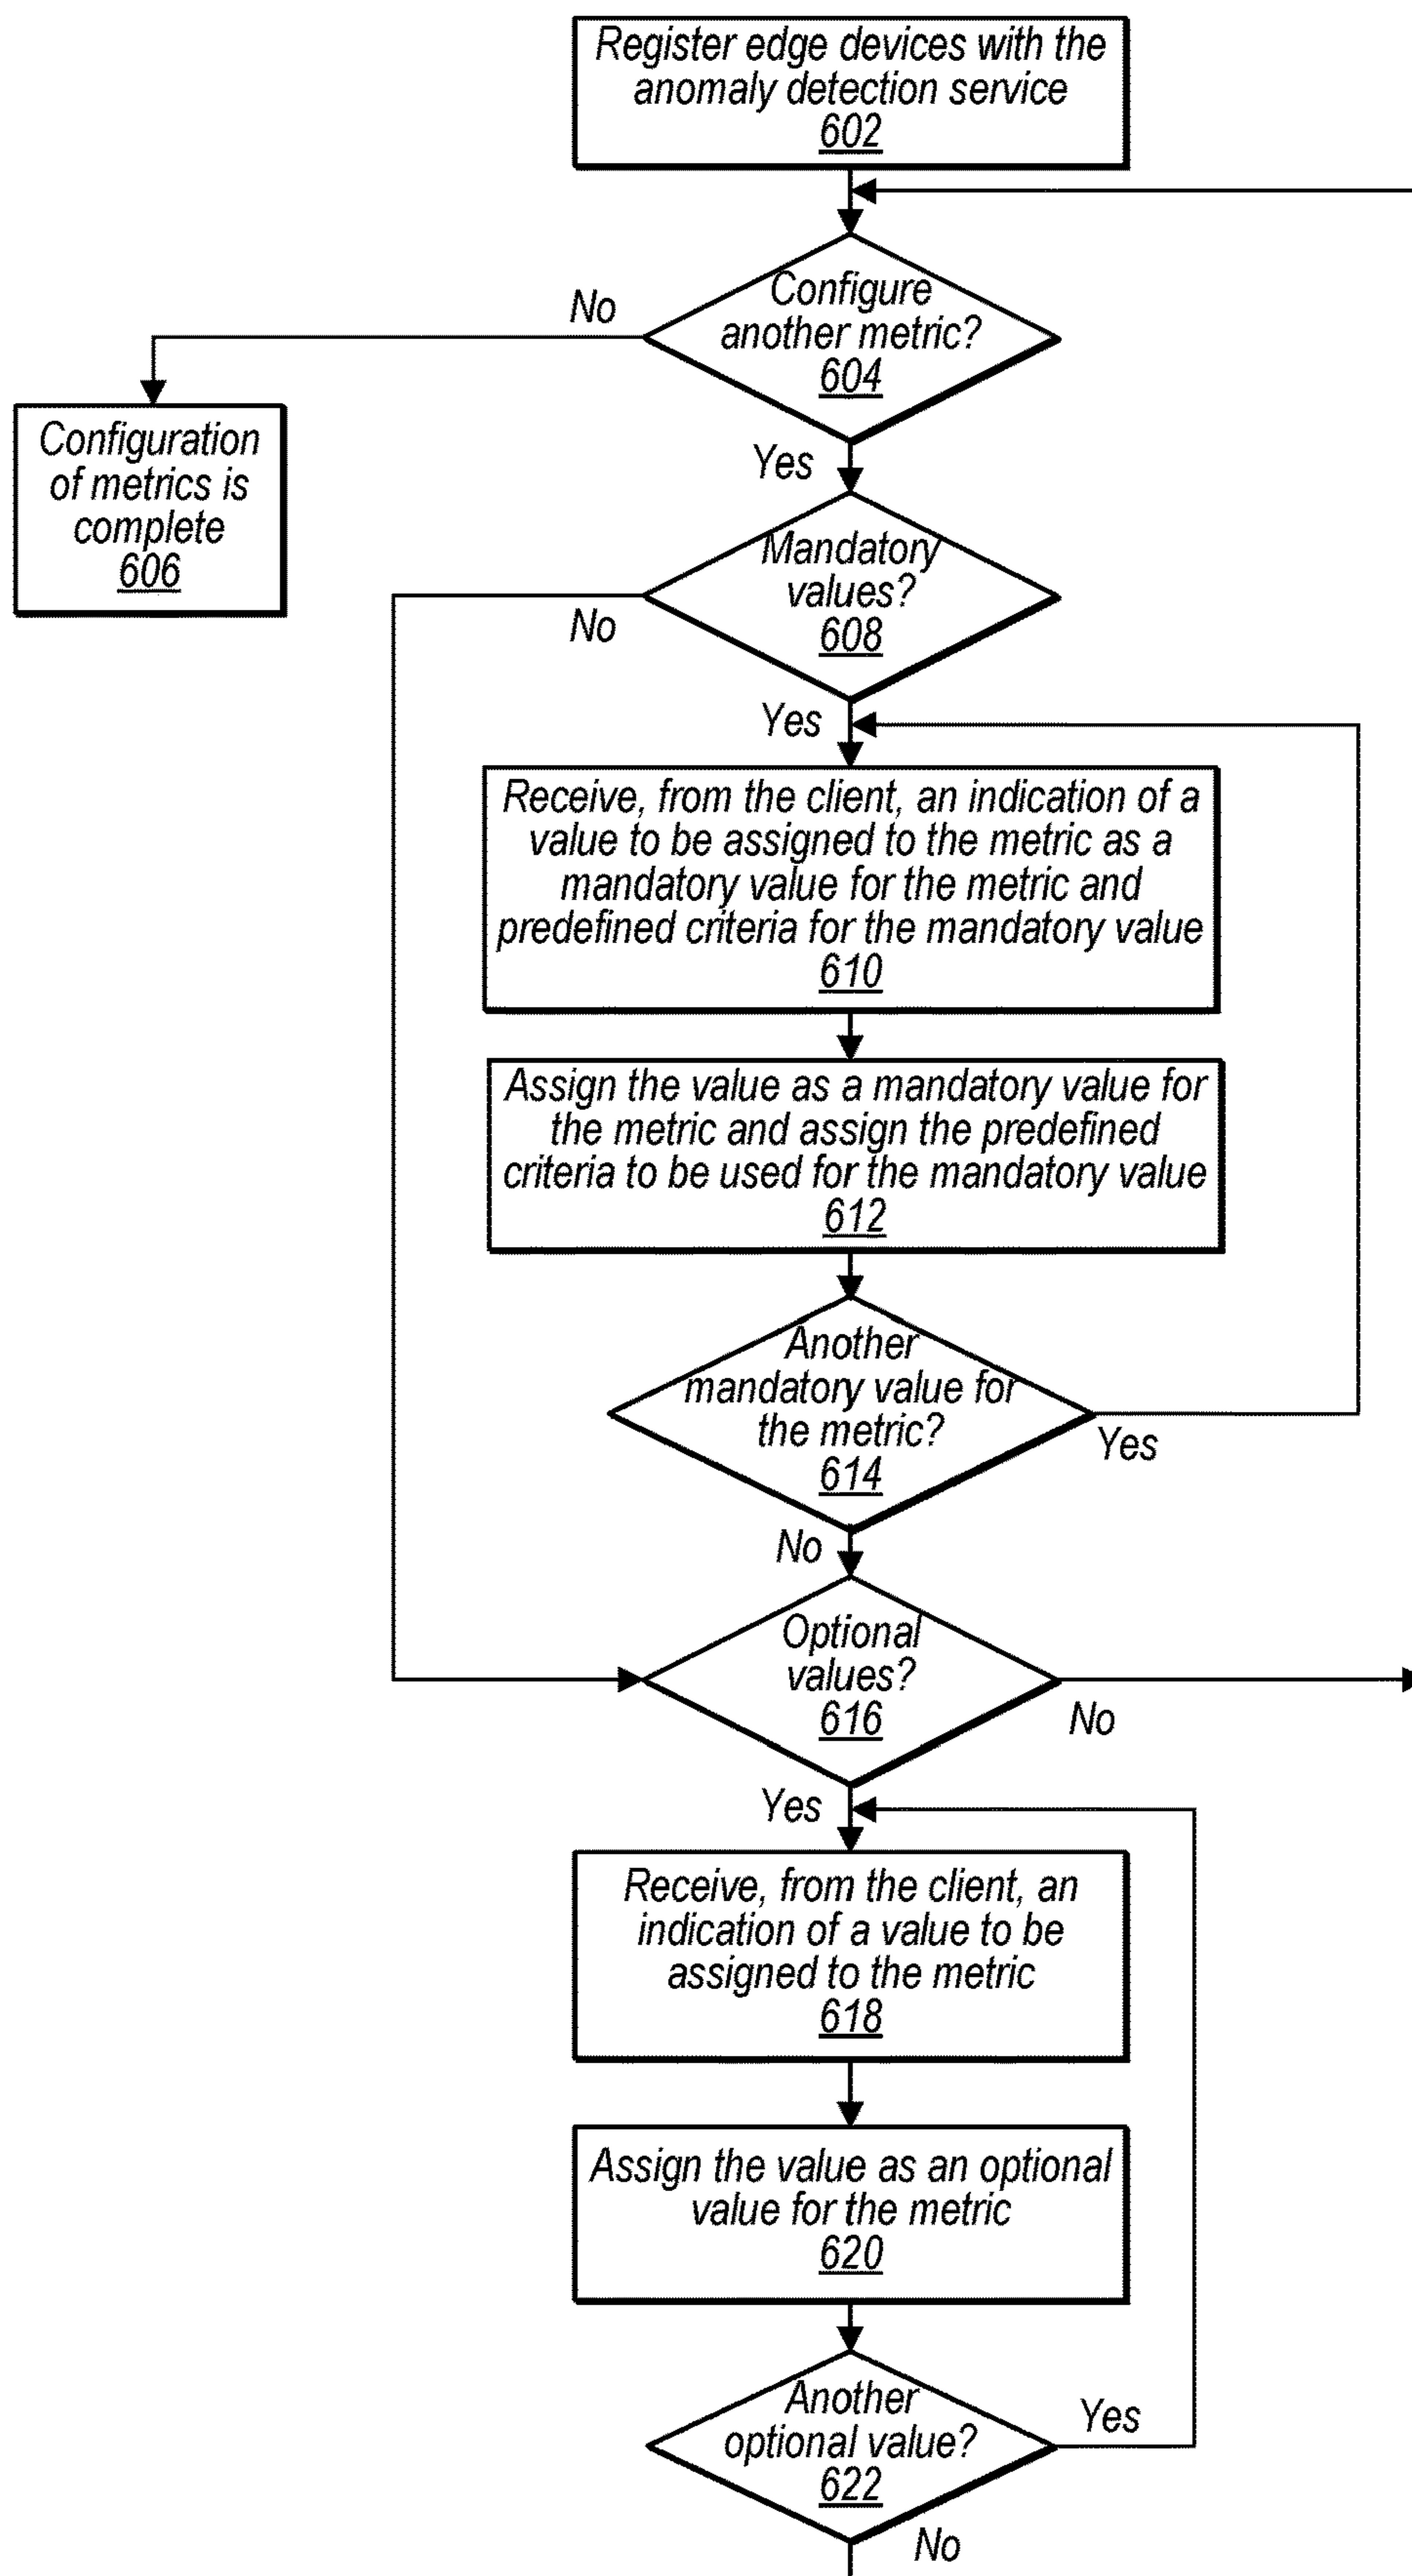 Register edge devices with the
anomaly detection service
602
Configure
another metric?
604
No
Yes
Configuration
of metrics is
complete
606
Mandatory
values?
608
No
Yes
Receive, from the client, an indication of a
value to be assigned to the metric as a
mandatory value for the metric and
predefined criteria for the mandatory value
610
Assign the value as a mandatory value for
the metric and assign the predefined
criteria to be used for the mandatory value
612
Another
mandatory value for
the metric?
614
Yes
No
Optional
values?
616
No
Yes
Receive, from the client, an
indication of a value to be
assigned to the metric
618
Assign the value as an optional
value for the metric
620
Another
optional value?
622
Yes
No